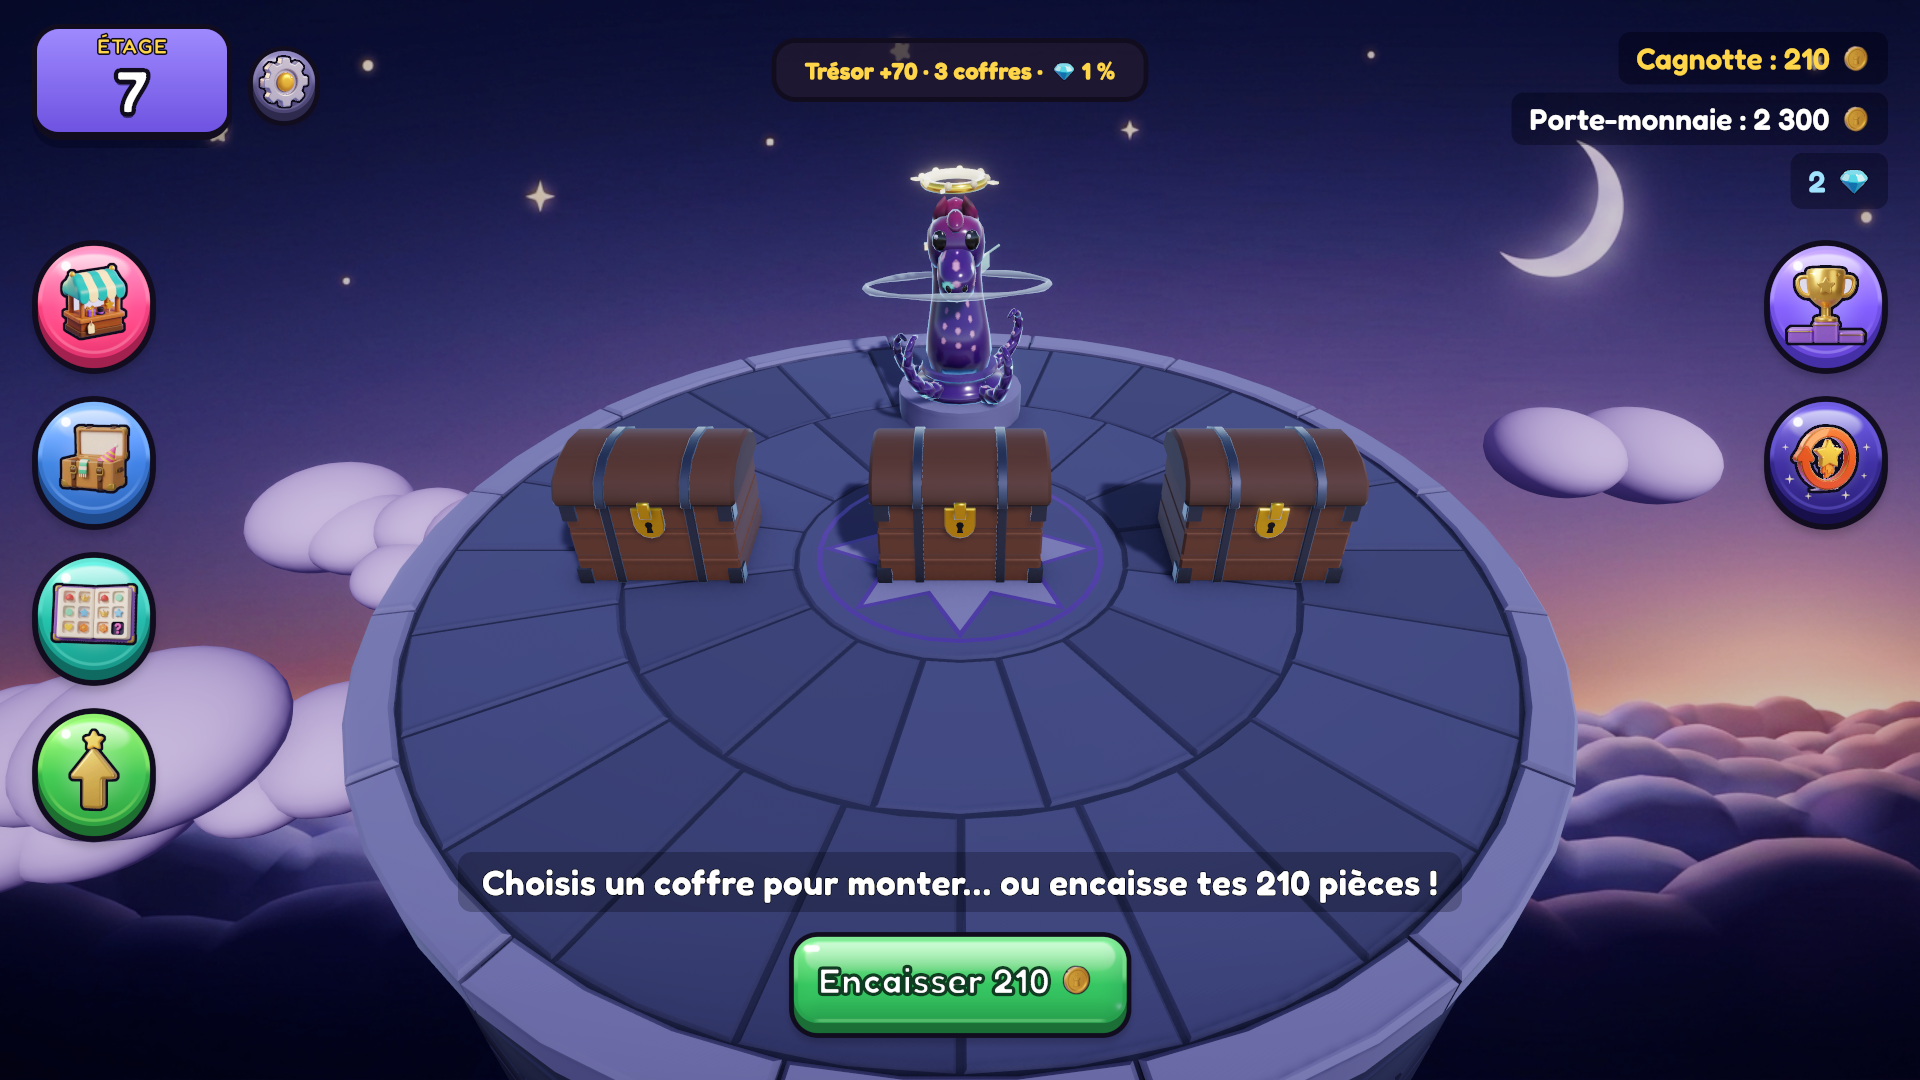 ÉTAGE
7
Trésor +70 · 3 coffres · 1 %
Cagnotte : 210
Porte-monnaie : 2 300
2
?
Choisis un coffre pour monter... ou encaisse tes 210 pièces !
Encaisser 210